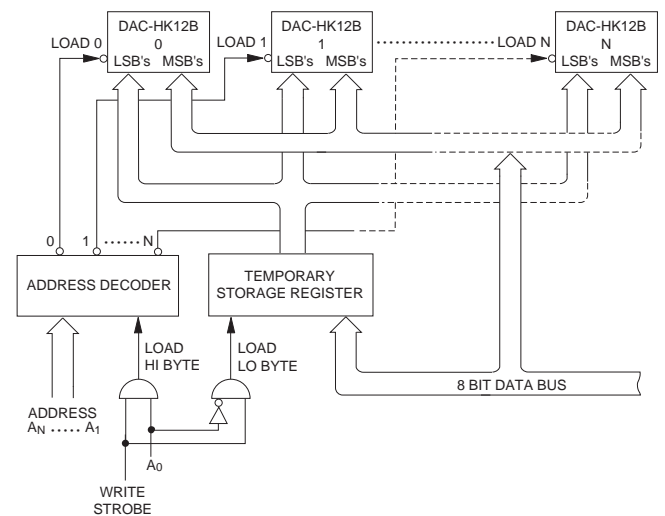 DAC-HK12B
0
LSB's MSB's
LOAD 0
DAC-HK12B
1
LSB's MSB's
LOAD 1
DAC-HK12B
N
LSB's MSB's
LOAD N
0 1 ······ N
ADDRESS DECODER
TEMPORARY
STORAGE REGISTER
LOAD
HI BYTE
LOAD
LO BYTE
8 BIT DATA BUS
ADDRESS
AN ····· A1
A0
WRITE
STROBE